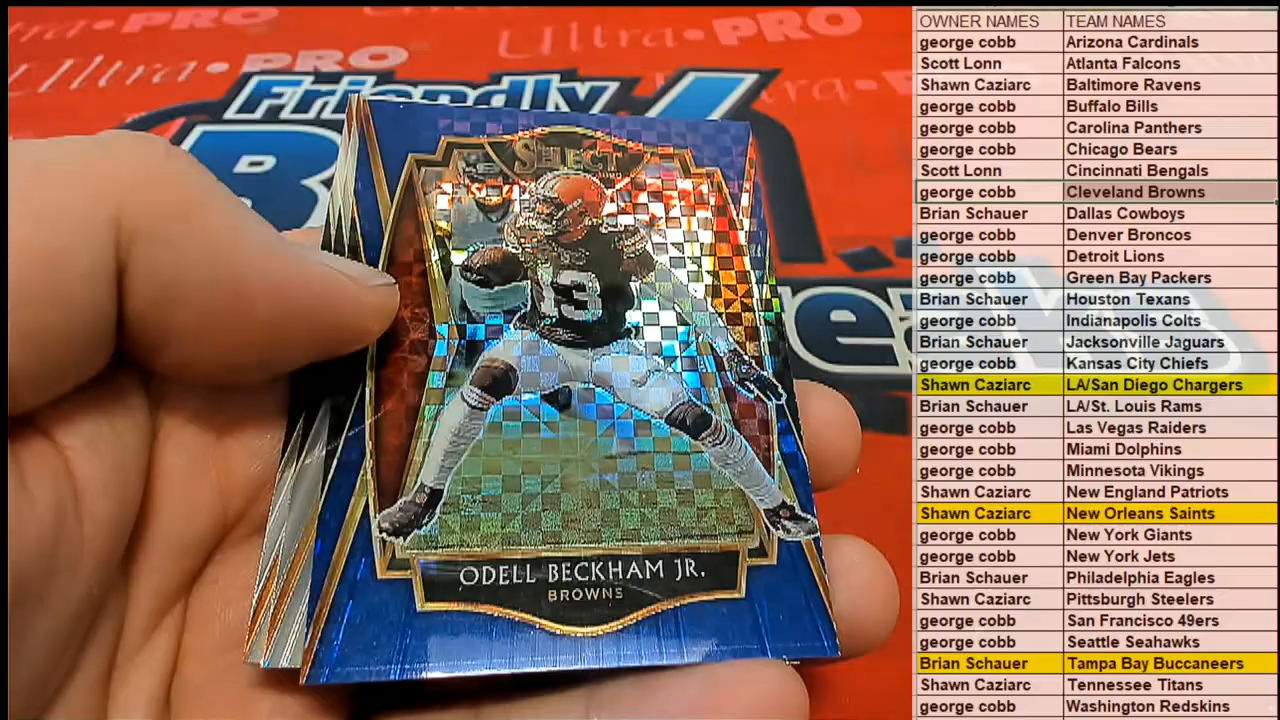 Ultra•PRO
Ultra•PRO
Friendly
SELECT
13
ODELL BECKHAM JR.
BROWNS
OWNER NAMES TEAM NAMES
george cobb Arizona Cardinals
Scott Lonn Atlanta Falcons
Shawn Caziarc Baltimore Ravens
george cobb Buffalo Bills
george cobb Carolina Panthers
george cobb Chicago Bears
Scott Lonn Cincinnati Bengals
george cobb Cleveland Browns
Brian Schauer Dallas Cowboys
george cobb Denver Broncos
george cobb Detroit Lions
george cobb Green Bay Packers
Brian Schauer Houston Texans
george cobb Indianapolis Colts
Brian Schauer Jacksonville Jaguars
george cobb Kansas City Chiefs
Shawn Caziarc LA/San Diego Chargers
Brian Schauer LA/St. Louis Rams
george cobb Las Vegas Raiders
george cobb Miami Dolphins
george cobb Minnesota Vikings
Shawn Caziarc New England Patriots
Shawn Caziarc New Orleans Saints
george cobb New York Giants
george cobb New York Jets
Brian Schauer Philadelphia Eagles
Shawn Caziarc Pittsburgh Steelers
george cobb San Francisco 49ers
george cobb Seattle Seahawks
Brian Schauer Tampa Bay Buccaneers
Shawn Caziarc Tennessee Titans
george cobb Washington Redskins